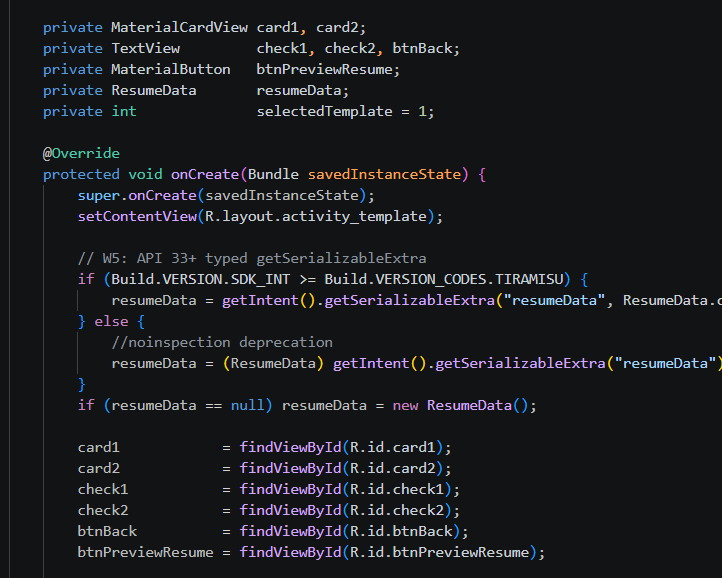 private MaterialCardView card1, card2;
private TextView         check1, check2, btnBack;
private MaterialButton   btnPreviewResume;
private ResumeData       resumeData;
private int              selectedTemplate = 1;

@Override
protected void onCreate(Bundle savedInstanceState) {
    super.onCreate(savedInstanceState);
    setContentView(R.layout.activity_template);

    // W5: API 33+ typed getSerializableExtra
    if (Build.VERSION.SDK_INT >= Build.VERSION_CODES.TIRAMISU) {
        resumeData = getIntent().getSerializableExtra("resumeData", ResumeData.
    } else {
        //noinspection deprecation
        resumeData = (ResumeData) getIntent().getSerializableExtra("resumeData")
    }
    if (resumeData == null) resumeData = new ResumeData();

    card1            = findViewById(R.id.card1);
    card2            = findViewById(R.id.card2);
    check1           = findViewById(R.id.check1);
    check2           = findViewById(R.id.check2);
    btnBack          = findViewById(R.id.btnBack);
    btnPreviewResume = findViewById(R.id.btnPreviewResume);